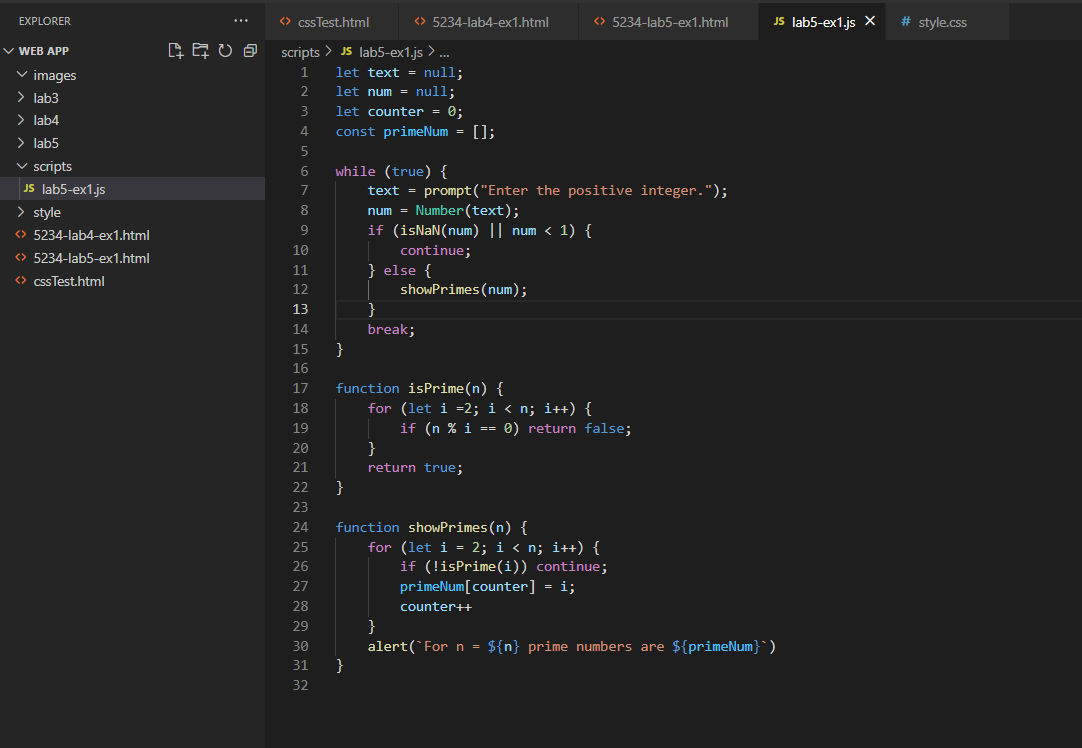 EXPLORER ...
WEB APP
images
lab3
lab4
lab5
scripts
JS lab5-ex1.js
style
<> 5234-lab4-ex1.html
<> 5234-lab5-ex1.html
<> cssTest.html
<> cssTest.html <> 5234-lab4-ex1.html <> 5234-lab5-ex1.html JS lab5-ex1.js × # style.css
scripts > JS lab5-ex1.js > ...
1 let text = null;
2 let num = null;
3 let counter = 0;
4 const primeNum = [];
5
6 while (true) {
7     text = prompt("Enter the positive integer.");
8     num = Number(text);
9     if (isNaN(num) || num < 1) {
10         continue;
11     } else {
12         showPrimes(num);
13     }
14     break;
15 }
16
17 function isPrime(n) {
18     for (let i =2; i < n; i++) {
19         if (n % i == 0) return false;
20     }
21     return true;
22 }
23
24 function showPrimes(n) {
25     for (let i = 2; i < n; i++) {
26         if (!isPrime(i)) continue;
27         primeNum[counter] = i;
28         counter++
29     }
30     alert(`For n = ${n} prime numbers are ${primeNum}`)
31 }
32